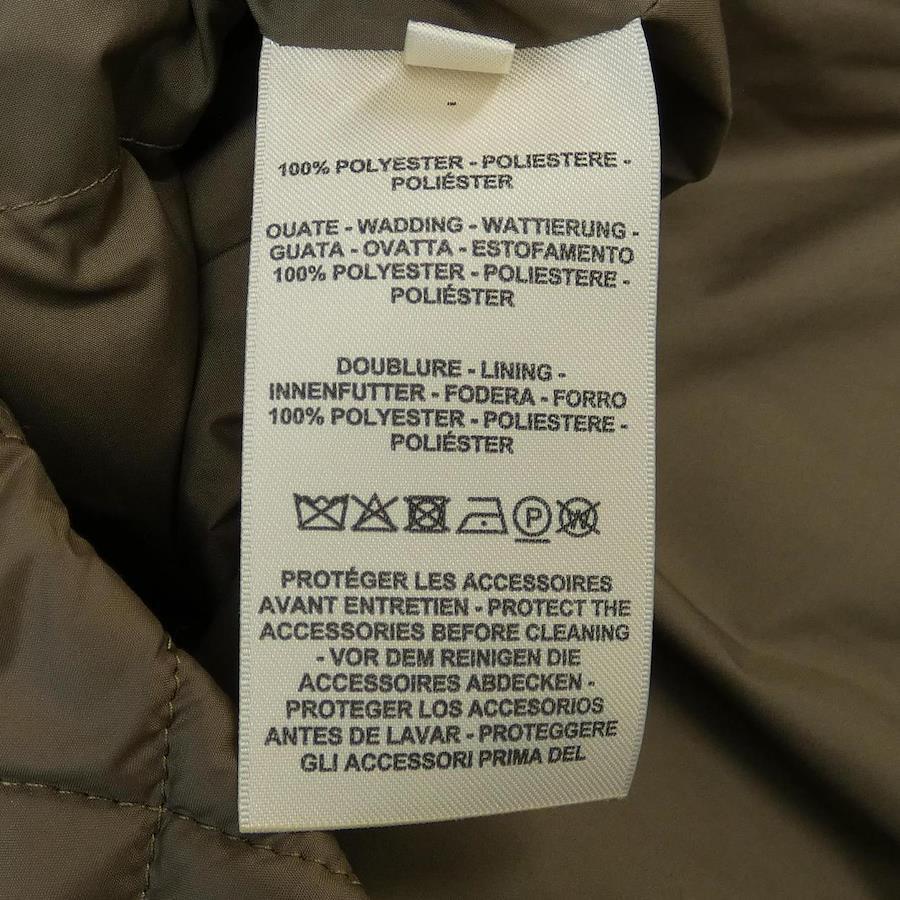 100% POLYESTER - POLIESTERE -
POLIÉSTER
OUATE - WADDING - WATTIERUNG -
GUATA - OVATTA - ESTOFAMENTO
100% POLYESTER - POLIESTERE -
POLIÉSTER
DOUBLURE - LINING -
INNENFUTTER - FODERA - FORRO
100% POLYESTER - POLIESTERE -
POLIÉSTER
P W
PROTÉGER LES ACCESSOIRES
AVANT ENTRETIEN - PROTECT THE
ACCESSORIES BEFORE CLEANING
- VOR DEM REINIGEN DIE
ACCESSOIRES ABDECKEN -
PROTEGER LOS ACCESORIOS
ANTES DE LAVAR - PROTEGGERE
GLI ACCESSORI PRIMA DEL